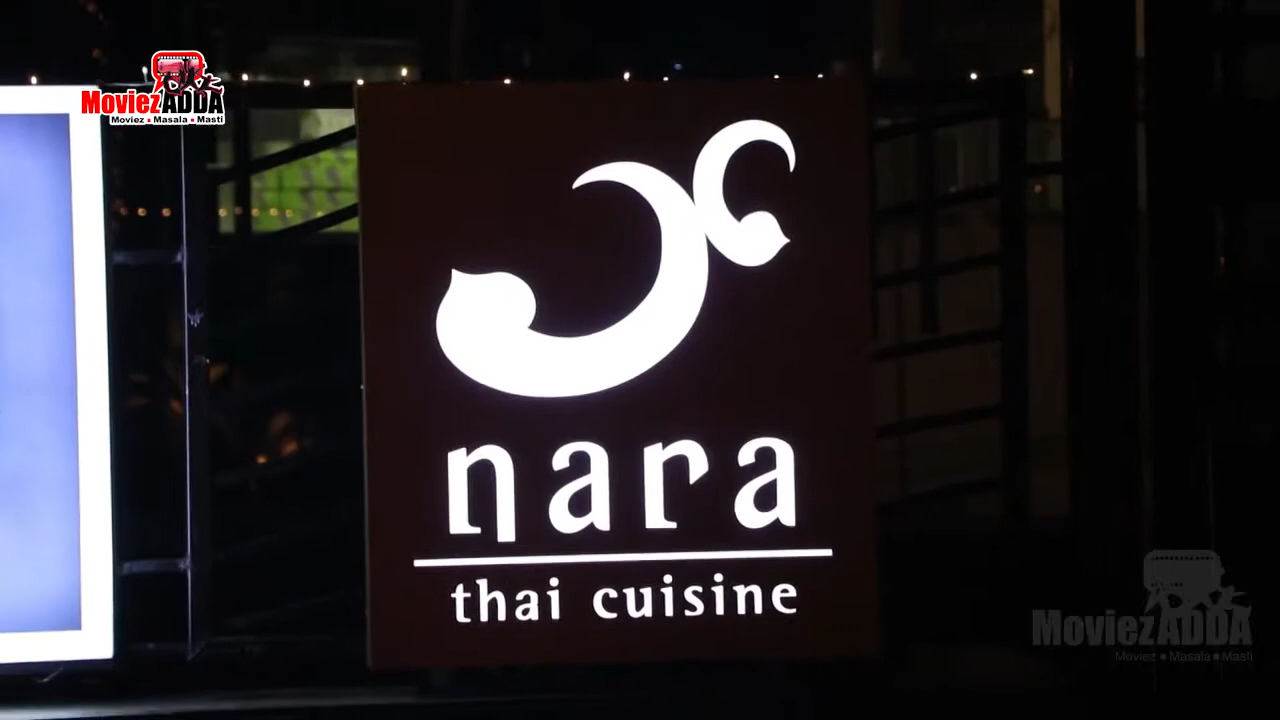 MoviezADDA
Moviez ▪ Masala ▪ Masti
nara
thai cuisine
MoviezADDA
Moviez ▪ Masala ▪ Masti